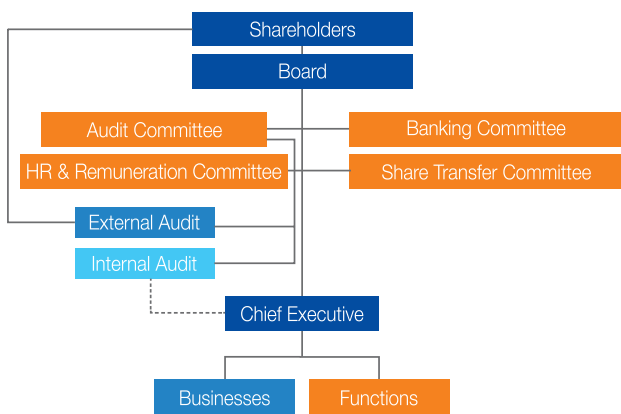 Shareholders
Board
Audit Committee
Banking Committee
HR & Remuneration Committee
Share Transfer Committee
External Audit
Internal Audit
Chief Executive
Businesses
Functions